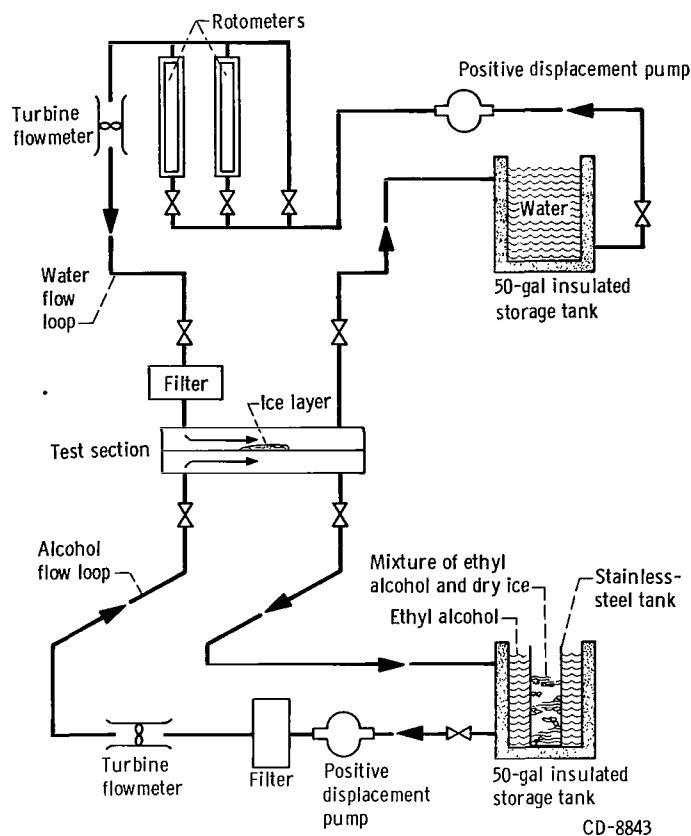 Rotometers
Positive displacement pump
Turbine
flowmeter
Water
50-gal insulated
storage tank
Water
flow
loop
Filter
Ice layer
Test section
Alcohol
flow loop
Mixture of ethyl
alcohol and dry ice
Stainless-
steel tank
Ethyl alcohol
Turbine
flowmeter
Filter
Positive
displacement
pump
50-gal insulated
storage tank
CD-8843